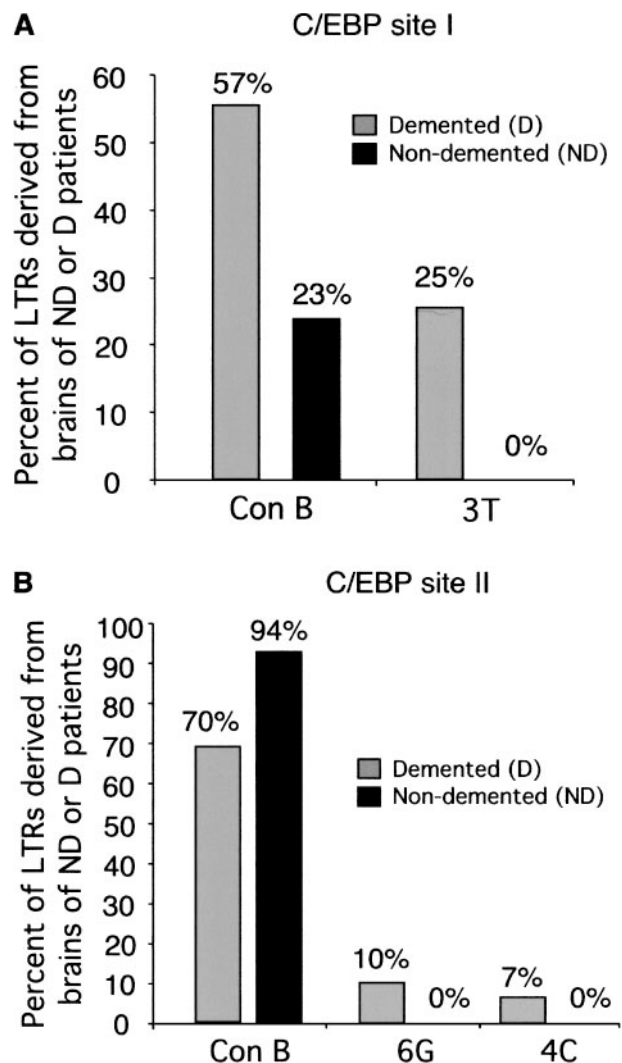 A
C/EBP site I
Percent of LTRs derived from
brains of ND or D patients
60
50
40
30
20
10
0
57%
23%
25%
0%
Demented (D)
Non-demented (ND)
Con B
3T
B
C/EBP site II
Percent of LTRs derived from
brains of ND or D patients
100
90
80
70
60
50
40
30
20
10
0
70%
94%
10%
0%
7%
0%
Demented (D)
Non-demented (ND)
Con B
6G
4C